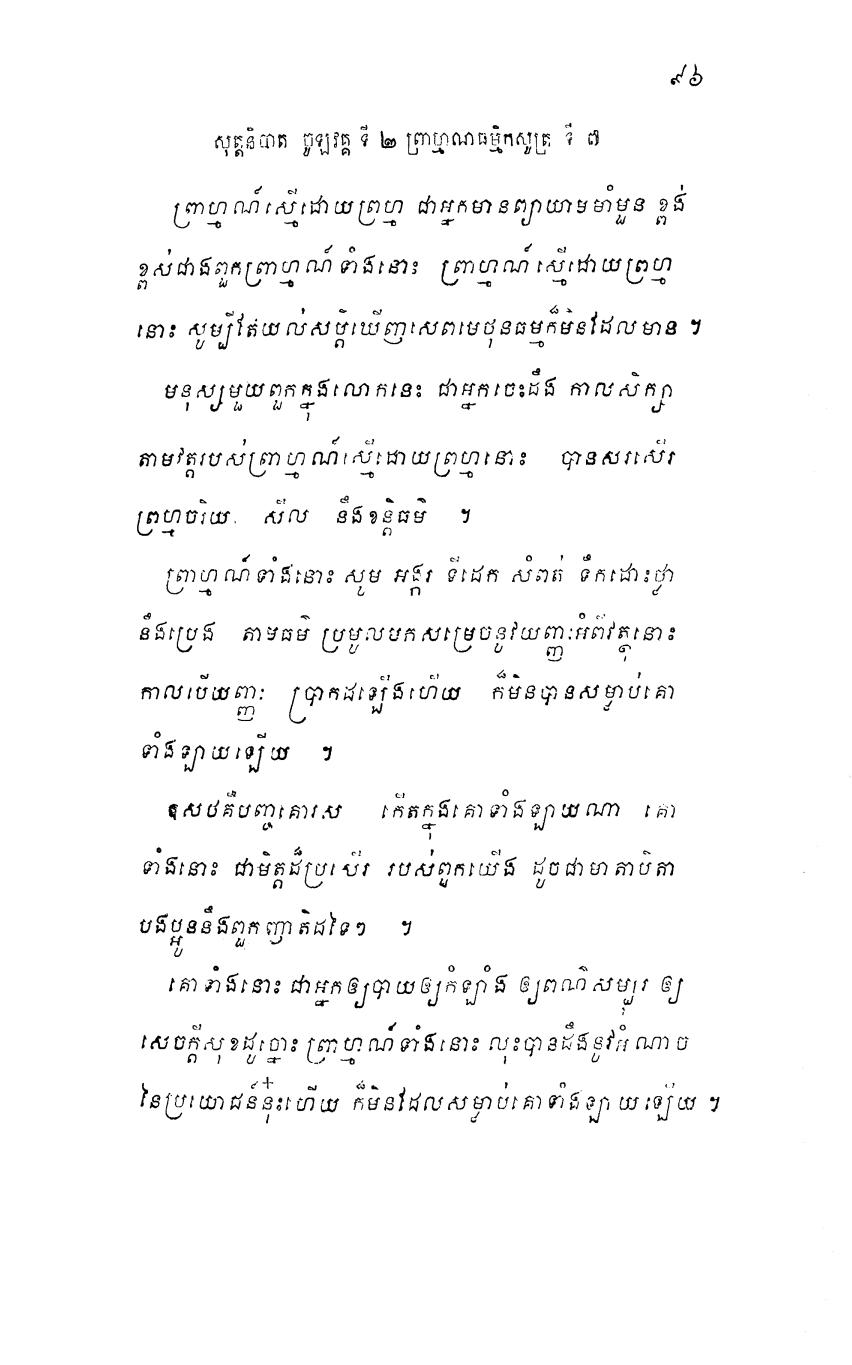 ៩៦
សុត្តនិបាត ចូឡវគ្គ ទី ២ ព្រាហ្មណធម្មិកសូត្រ ទី ៧
ព្រាហ្មណ៍ស្មើដោយព្រហ្ម ជាអ្នកមានព្យាយាមមាំមួន ខ្ពង់
ខ្ពស់ជាងពួកព្រាហ្មណ៍ទាំងនោះ ព្រាហ្មណ៍ស្មើដោយព្រហ្ម
នោះ សូម្បីតែយល់សប្តិឃើញសេពមេថុនធម្មក៏មិនដែលមាន ។
មនុស្សមួយពួកក្នុងលោកនេះ ជាអ្នកចេះដឹង កាលសិក្សា
តាមវត្តរបស់ព្រាហ្មណ៍ស្មើដោយព្រហ្មនោះ បានសរសើរ
ព្រហ្មចរិយៈ សីល នឹងខន្តិធម៌ ។
ព្រាហ្មណ៍ទាំងនោះ សូម អង្ករ ទីដេក សំពត់ ទឹកដោះថ្លា
នឹងប្រេង តាមធម៌ ប្រមូលមកសម្រេចនូវយញ្ញៈអំពីវត្ថុនោះ
កាលបើយញ្ញៈ ប្រាកដឡើងហើយ ក៏មិនបានសម្លាប់គោ
ទាំងឡាយឡើយ ។
កើតក្នុងគោទាំងឡាយណា គោ
ទាំងនោះ ជាមិត្តដ៏ប្រសើរ របស់ពួកយើង ដូចជាមាតាបិតា
បងប្អូននឹងពួកញាតិដទៃៗ ។
គោទាំងនោះ ជាអ្នកឲ្យបាយឲ្យកំឡាំង ឲ្យពណ៌សម្បុរ ឲ្យ
សេចក្តីសុខដូច្នោះ ព្រាហ្មណ៍ទាំងនោះ លុះបានដឹងនូវអំណាច
នៃប្រយោជន៍នុ៎ះហើយ ក៏មិនដែលសម្លាប់គោទាំងឡាយឡើយ ។